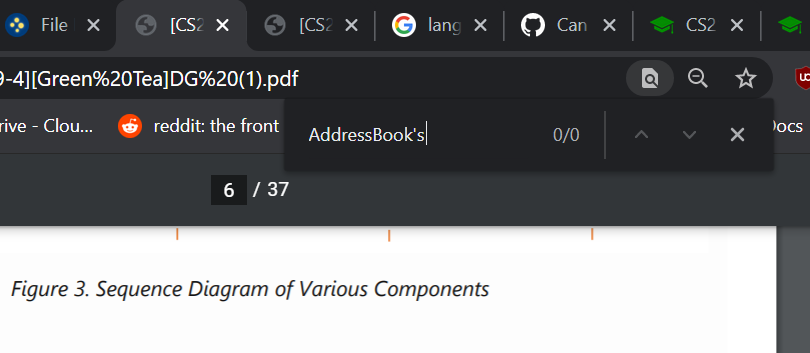 File
[CS2
[CS2
lang
Can
CS2
9-4][Green%20Tea]DG%20(1).pdf
rive - Clou...
reddit: the front
Docs
AddressBook's
0/0
6 / 37
Figure 3. Sequence Diagram of Various Components